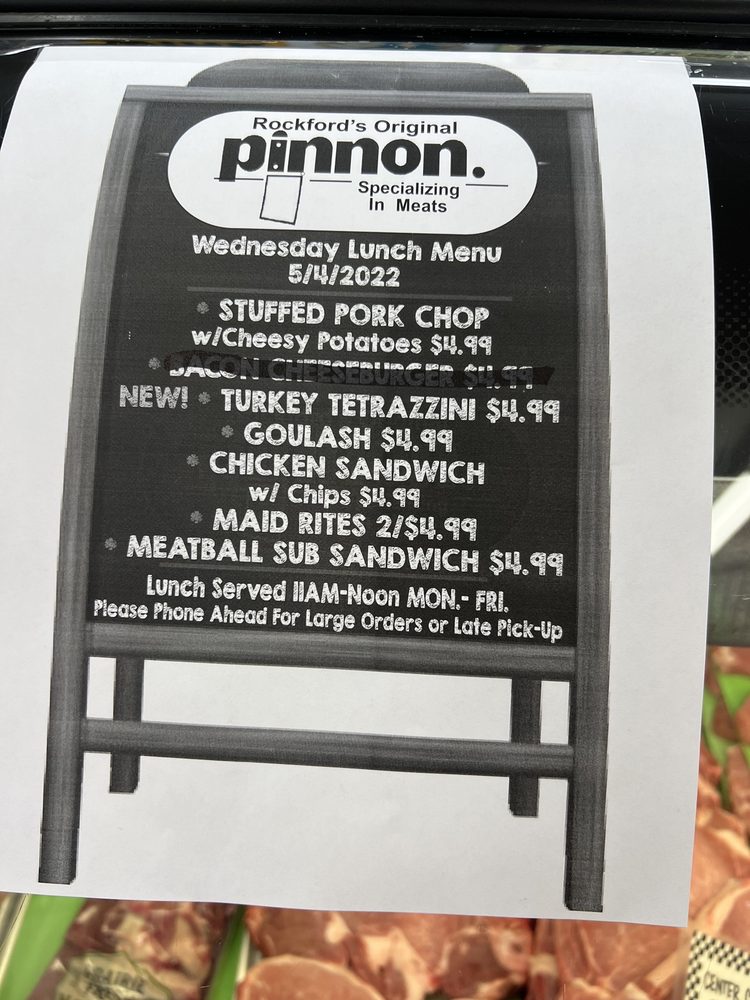 Rockford's Original
pinnon.
Specializing
In Meats
Wednesday Lunch Menu
5/4/2022
STUFFED PORK CHOP
w/Cheesy Potatoes $4.99
BACON CHEESEBURGER $4.99
NEW! TURKEY TETRAZZINI $4.99
GOULASH $4.99
CHICKEN SANDWICH
w/ Chips $4.99
MAID RITES 2/$4.99
MEATBALL SUB SANDWICH $4.99
Lunch Served 11AM-Noon MON.- FRI.
Please Phone Ahead For Large Orders or Late Pick-Up
CENTER